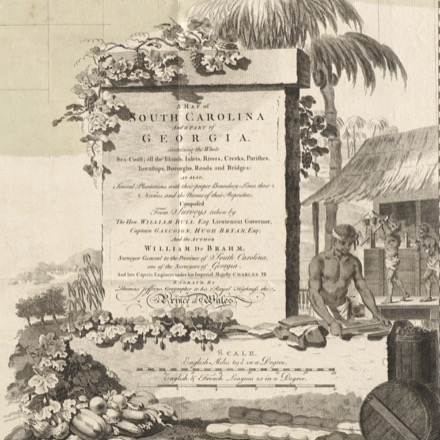 A MAP of
SOUTH CAROLINA
And a PART of
GEORGIA.
containing the Whole
Sea-Coast; all the Islands, Inlets, Rivers, Creeks, Parishes,
Townships, Boroughs, Roads, and Bridges:
AS ALSO,
Several Plantations, with their proper Boundary-Lines, their
Names, and the Names of their Proprietors.
Composed
From Surveys taken by
The Hon. WILLIAM BULL Esq. Lieutenant Governor,
Captain GASCOIGN, HUGH BRYAN, Esq;
And the AUTHOR
WILLIAM De BRAHM,
Surveyor General to the Province of South Carolina,
one of the Surveyors of Georgia,
And late Captain Engineer under his Imperial Majesty CHARLES VII.
ENGRAV'D BY
Thomas Jefferys, Geographer to his Royal Highness the
Prince of Wales.
SCALE.
English Miles 69½ in a Degree.
English & French Leagues 20 in a Degree.